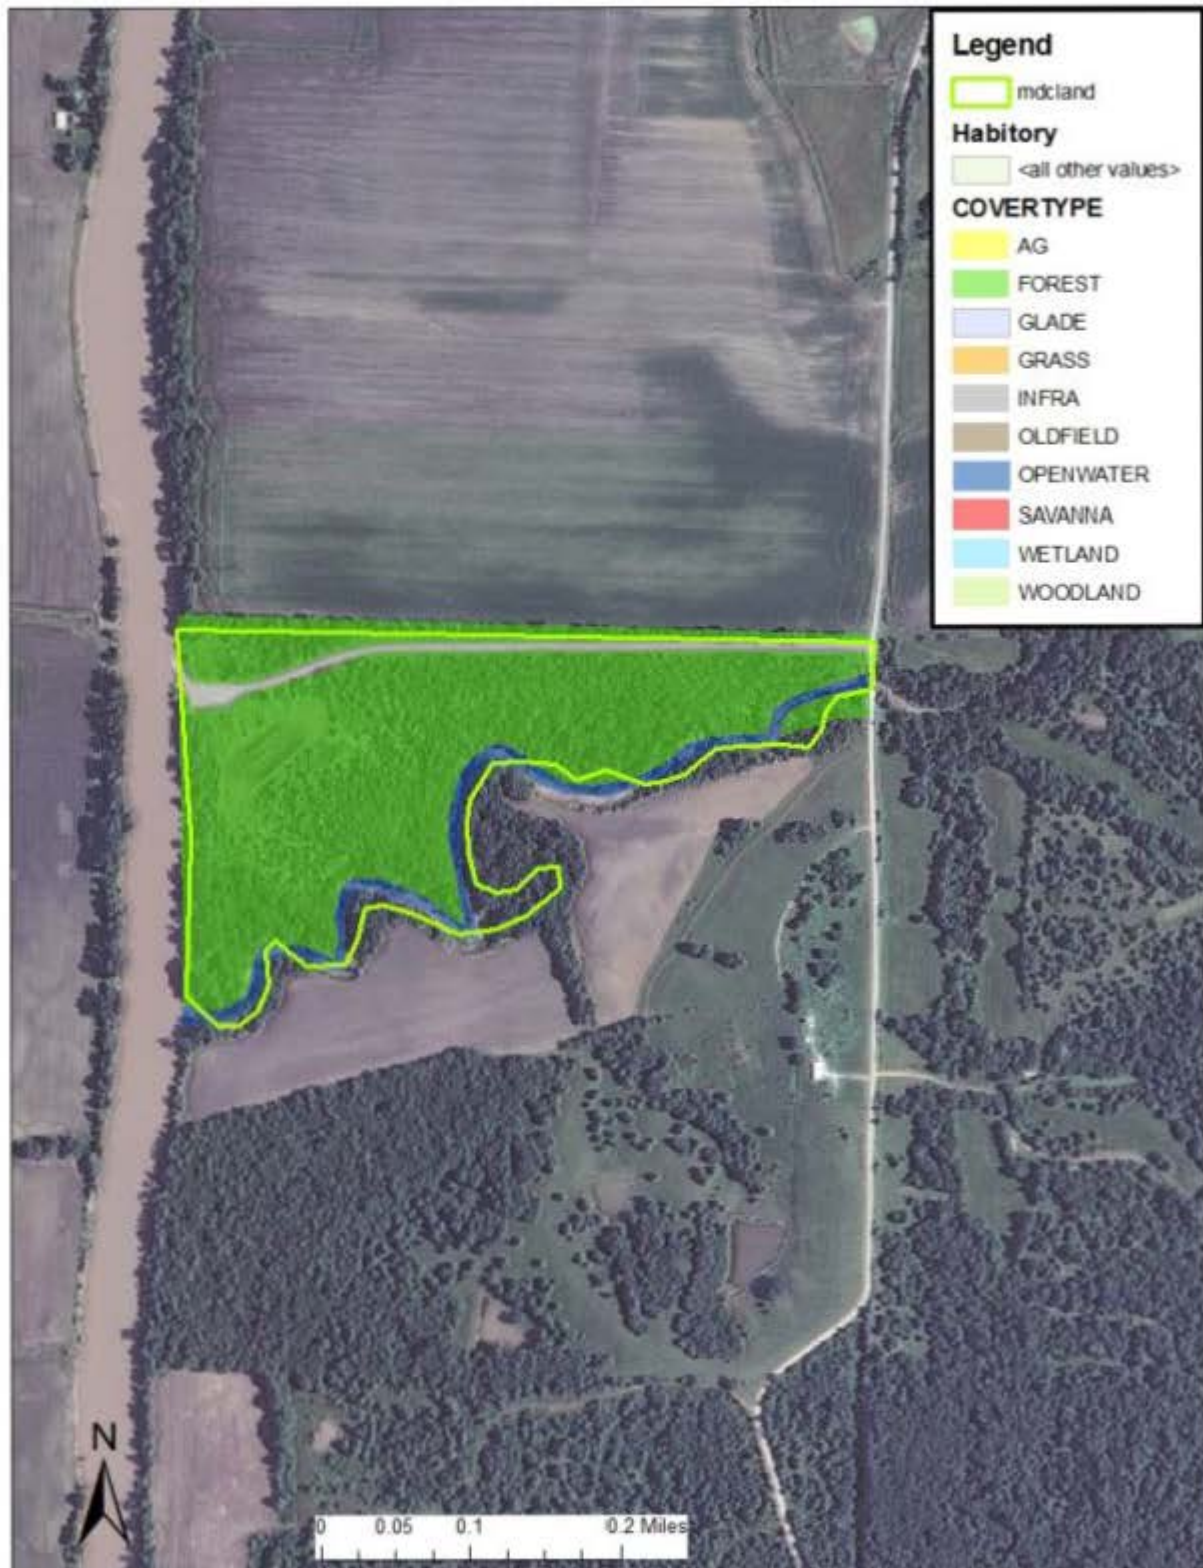 Legend
mdcland
Habitory
<all other values>
COVERTYPE
AG
FOREST
GLADE
GRASS
INFRA
OLDFIELD
OPENWATER
SAVANNA
WETLAND
WOODLAND
N
0 0.05 0.1 0.2 Miles